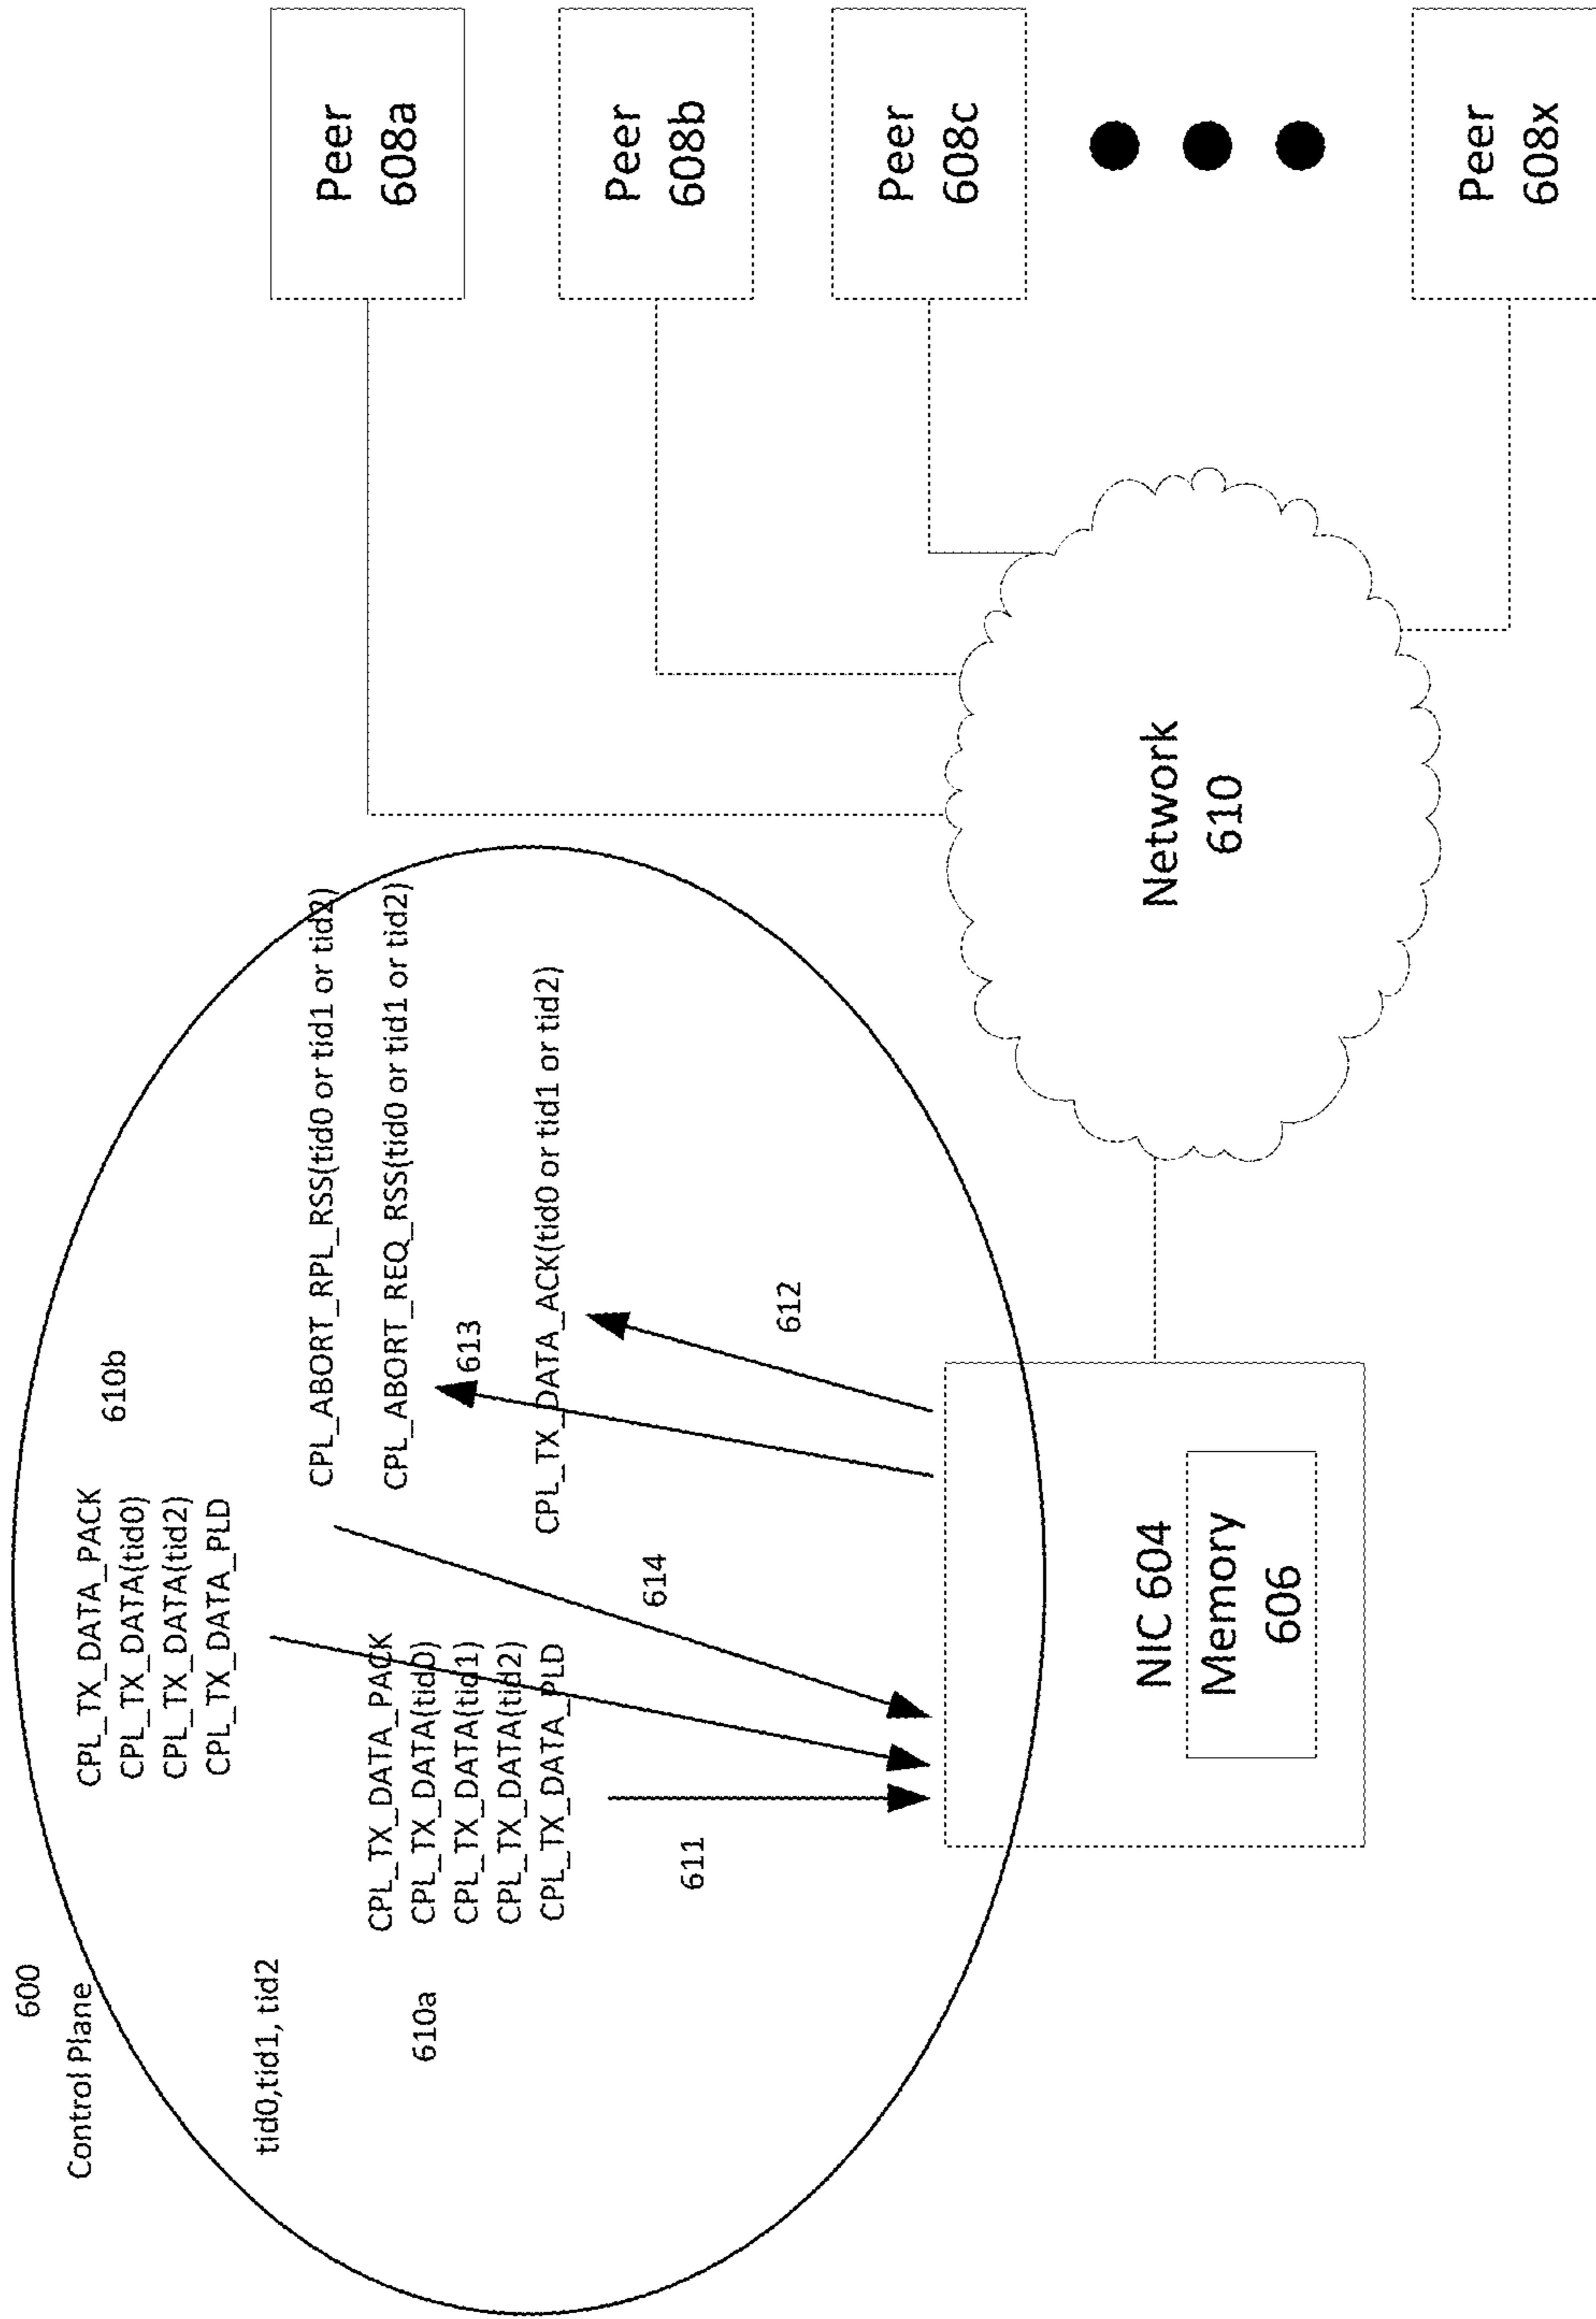 600
Control Plane
tid0,tid1, tid2
610a
CPL_TX_DATA_PACK
CPL_TX_DATA(tid0)
CPL_TX_DATA(tid1)
CPL_TX_DATA(tid2)
CPL_TX_DATA_PLD
611
CPL_TX_DATA_PACK
CPL_TX_DATA(tid0)
CPL_TX_DATA(tid2)
CPL_TX_DATA_PLD
610b
614
CPL_ABORT_RPL_RSS(tid0 or tid1 or tid2)
CPL_ABORT_REQ_RSS(tid0 or tid1 or tid2)
613
CPL_TX_DATA_ACK(tid0 or tid1 or tid2)
612
NIC 604
Memory
606
Network
610
Peer
608a
Peer
608b
Peer
608c
Peer
608x